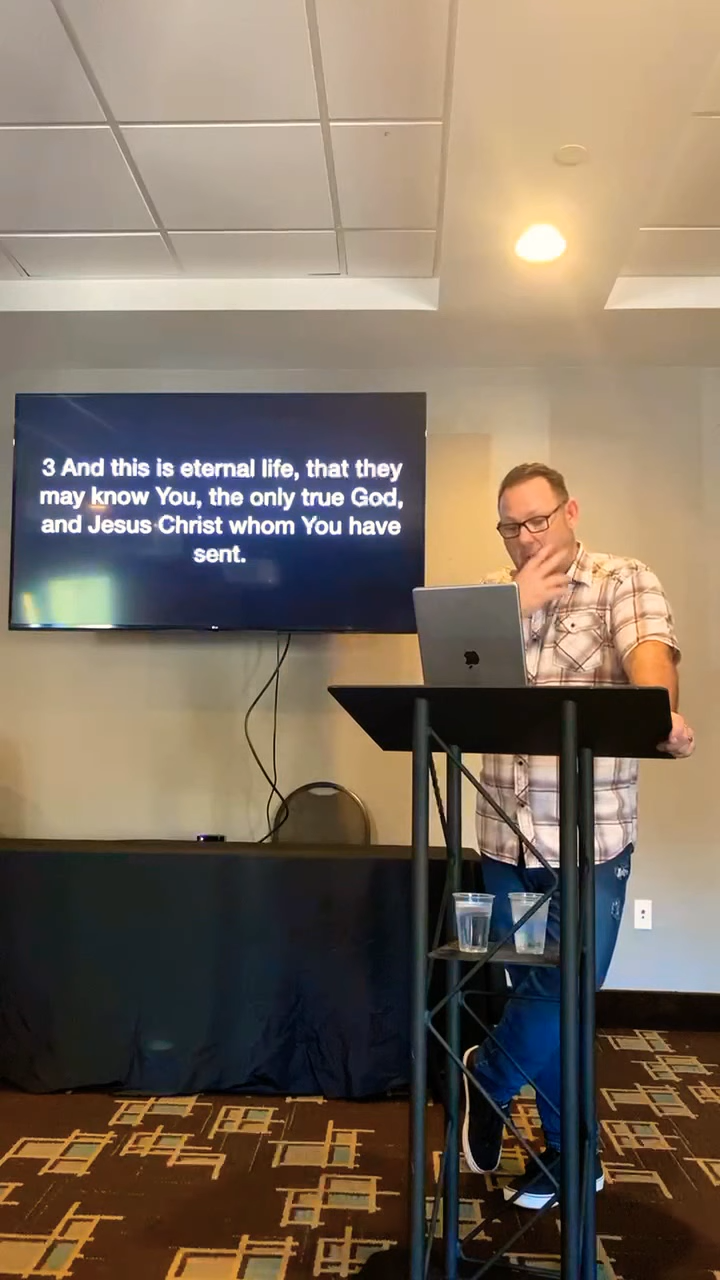 3 And this is eternal life, that they
may know You, the only true God,
and Jesus Christ whom You have
sent.